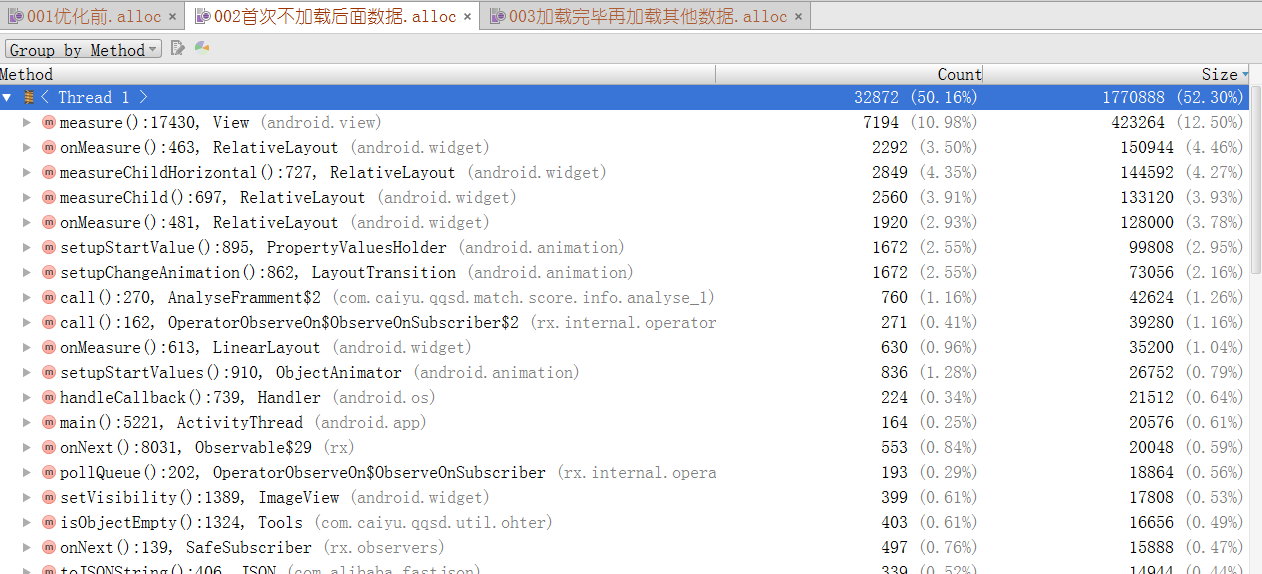 001优化前.alloc × 002首次不加载后面数据.alloc × 003加载完毕再加载其他数据.alloc ×
Group by Method
Method Count Size
< Thread 1 > 32872 (50.16%) 1770888 (52.30%)
measure():17430, View (android.view) 7194 (10.98%) 423264 (12.50%)
onMeasure():463, RelativeLayout (android.widget) 2292 (3.50%) 150944 (4.46%)
measureChildHorizontal():727, RelativeLayout (android.widget) 2849 (4.35%) 144592 (4.27%)
measureChild():697, RelativeLayout (android.widget) 2560 (3.91%) 133120 (3.93%)
onMeasure():481, RelativeLayout (android.widget) 1920 (2.93%) 128000 (3.78%)
setupStartValue():895, PropertyValuesHolder (android.animation) 1672 (2.55%) 99808 (2.95%)
setupChangeAnimation():862, LayoutTransition (android.animation) 1672 (2.55%) 73056 (2.16%)
call():270, AnalyseFramment$2 (com.caiyu.qqsd.match.score.info.analyse_1) 760 (1.16%) 42624 (1.26%)
call():162, OperatorObserveOn$ObserveOnSubscriber$2 (rx.internal.operator 271 (0.41%) 39280 (1.16%)
onMeasure():613, LinearLayout (android.widget) 630 (0.96%) 35200 (1.04%)
setupStartValues():910, ObjectAnimator (android.animation) 836 (1.28%) 26752 (0.79%)
handleCallback():739, Handler (android.os) 224 (0.34%) 21512 (0.64%)
main():5221, ActivityThread (android.app) 164 (0.25%) 20576 (0.61%)
onNext():8031, Observable$29 (rx) 553 (0.84%) 20048 (0.59%)
pollQueue():202, OperatorObserveOn$ObserveOnSubscriber (rx.internal.opera 193 (0.29%) 18864 (0.56%)
setVisibility():1389, ImageView (android.widget) 399 (0.61%) 17808 (0.53%)
isObjectEmpty():1324, Tools (com.caiyu.qqsd.util.ohter) 403 (0.61%) 16656 (0.49%)
onNext():139, SafeSubscriber (rx.observers) 497 (0.76%) 15888 (0.47%)
toJSONString():406, JSON (com.alibaba.fastjson) 339 (0.52%) 14944 (0.44%)